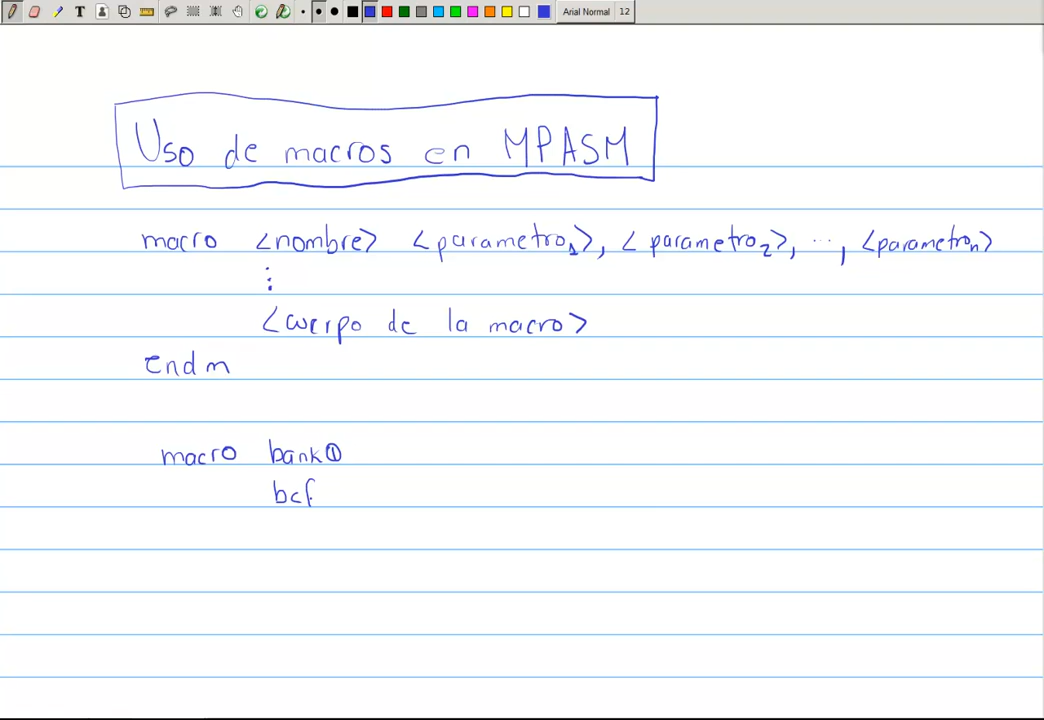 Arial Normal 12
Uso de macros en MPASM
macro <nombre> <parametro1>, <parametro2>, ..., <parametron>
⋮
<cuerpo de la macro>
endm
macro bank①
bcf